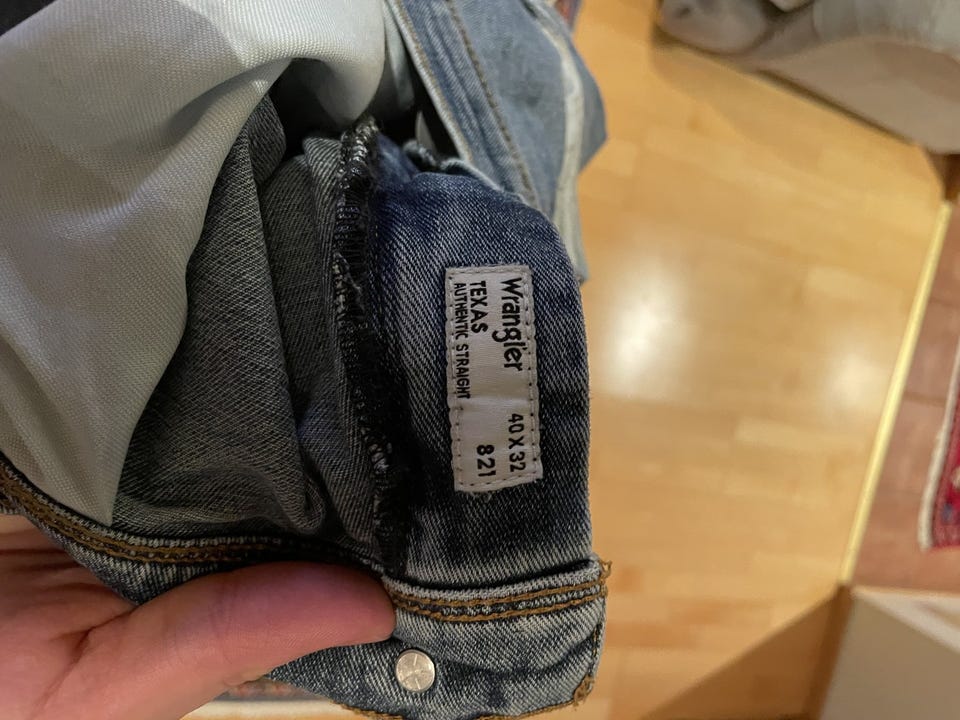 Wrangler
TEXAS
AUTHENTIC STRAIGHT
40 X 32
821